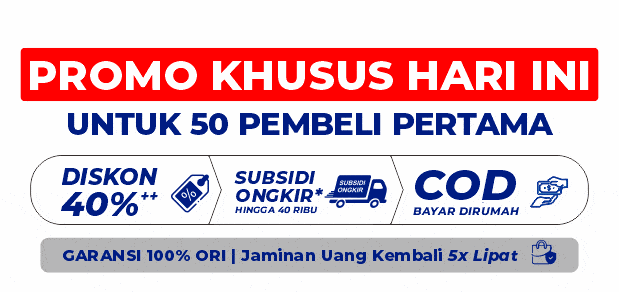 PROMO KHUSUS HARI INI
UNTUK 50 PEMBELI PERTAMA
DISKON
40%++
%
SUBSIDI
ONGKIR*
HINGGA 40 RIBU
SUBSIDI
ONGKIR
COD
BAYAR DIRUMAH
$
GARANSI 100% ORI | Jaminan Uang Kembali 5x Lipat